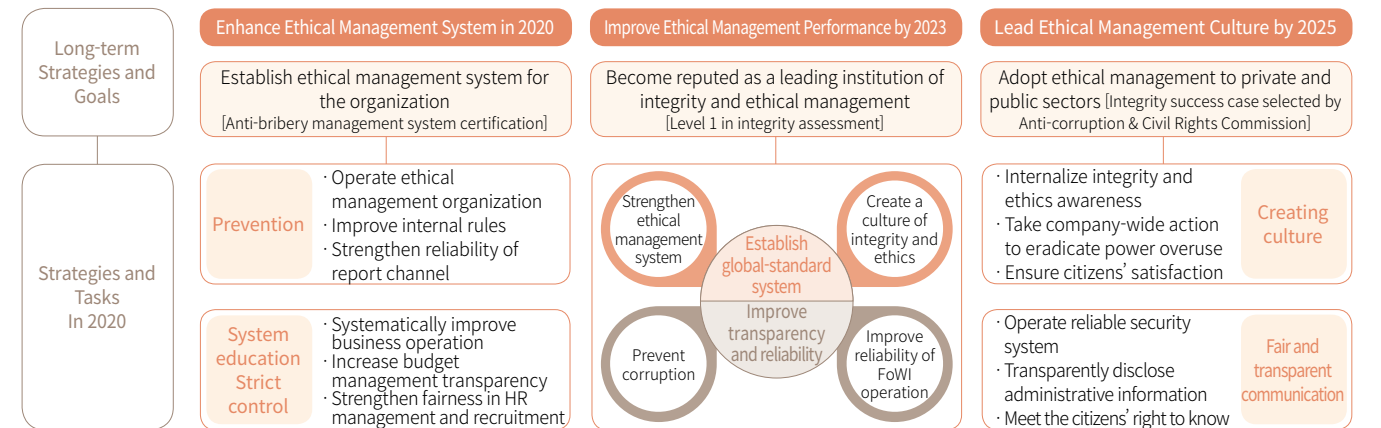 Long-term
Strategies and
Goals
Enhance Ethical Management System in 2020
Establish ethical management system for
the organization
[Anti-bribery management system certification]
Improve Ethical Management Performance by 2023
Become reputed as a leading institution of
integrity and ethical management
[Level 1 in integrity assessment]
Lead Ethical Management Culture by 2025
Adopt ethical management to private and
public sectors [Integrity success case selected by
Anti-corruption & Civil Rights Commission]
Strategies and
Tasks
In 2020
Prevention
· Operate ethical
management organization
· Improve internal rules
· Strengthen reliability of
report channel
System
education
Strict
control
· Systematically improve
business operation
· Increase budget
management transparency
· Strengthen fairness in HR
management and recruitment
Strengthen
ethical
management
system
Create a
culture of
integrity and
ethics
Establish
global-standard
system
Improve
transparency
and reliability
Prevent
corruption
Improve
reliability of
FoWI
operation
· Internalize integrity and
ethics awareness
· Take company-wide action
to eradicate power overuse
· Ensure citizens’ satisfaction
Creating
culture
· Operate reliable security
system
· Transparently disclose
administrative information
· Meet the citizens’ right to know
Fair and
transparent
communication